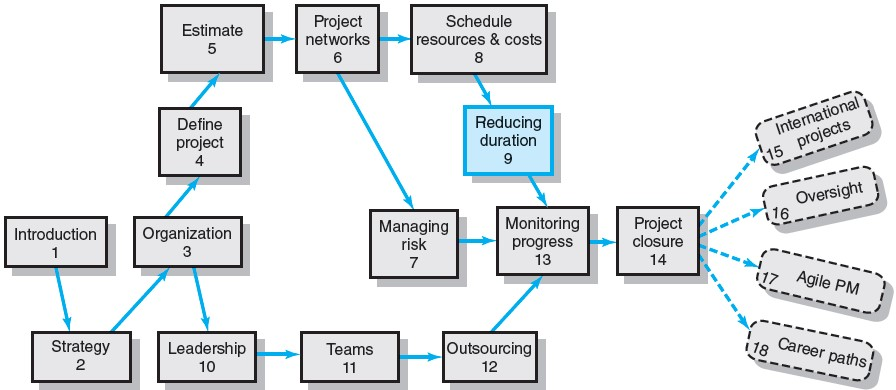 Estimate
5
Project
networks
6
Schedule
resources & costs
8
Define
project
4
Reducing
duration
9
International
projects
15
Oversight
16
Introduction
1
Organization
3
Managing
risk
7
Monitoring
progress
13
Project
closure
14
Agile PM
17
Strategy
2
Leadership
10
Teams
11
Outsourcing
12
Career paths
18